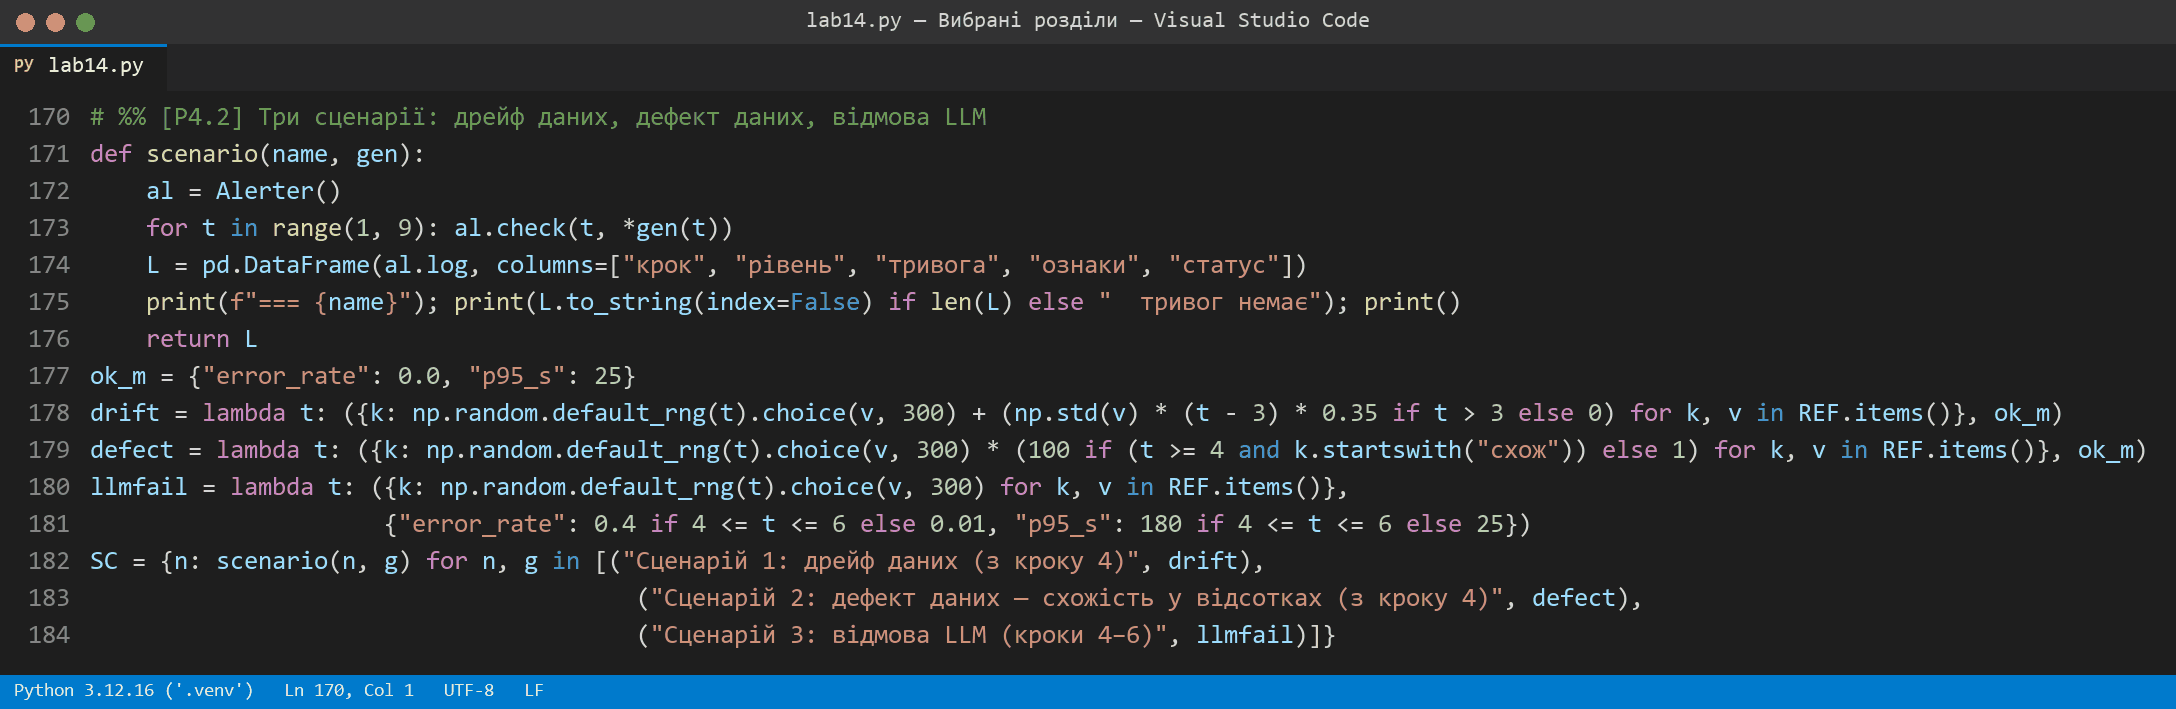 lab14.py — Вибрані розділи — Visual Studio Code
py lab14.py
170 # %% [P4.2] Три сценарії: дрейф даних, дефект даних, відмова LLM
171 def scenario(name, gen):
172     al = Alerter()
173     for t in range(1, 9): al.check(t, *gen(t))
174     L = pd.DataFrame(al.log, columns=["крок", "рівень", "тривога", "ознаки", "статус"])
175     print(f"=== {name}"); print(L.to_string(index=False) if len(L) else "  тривог немає"); print()
176     return L
177 ok_m = {"error_rate": 0.0, "p95_s": 25}
178 drift = lambda t: ({k: np.random.default_rng(t).choice(v, 300) + (np.std(v) * (t - 3) * 0.35 if t > 3 else 0) for k, v in REF.items()}, ok_m)
179 defect = lambda t: ({k: np.random.default_rng(t).choice(v, 300) * (100 if (t >= 4 and k.startswith("схож")) else 1) for k, v in REF.items()}, ok_m)
180 llmfail = lambda t: ({k: np.random.default_rng(t).choice(v, 300) for k, v in REF.items()},
181                      {"error_rate": 0.4 if 4 <= t <= 6 else 0.01, "p95_s": 180 if 4 <= t <= 6 else 25})
182 SC = {n: scenario(n, g) for n, g in [("Сценарій 1: дрейф даних (з кроку 4)", drift),
183                                        ("Сценарій 2: дефект даних — схожість у відсотках (з кроку 4)", defect),
184                                        ("Сценарій 3: відмова LLM (кроки 4–6)", llmfail)]}
Python 3.12.16 ('.venv') Ln 170, Col 1 UTF-8 LF